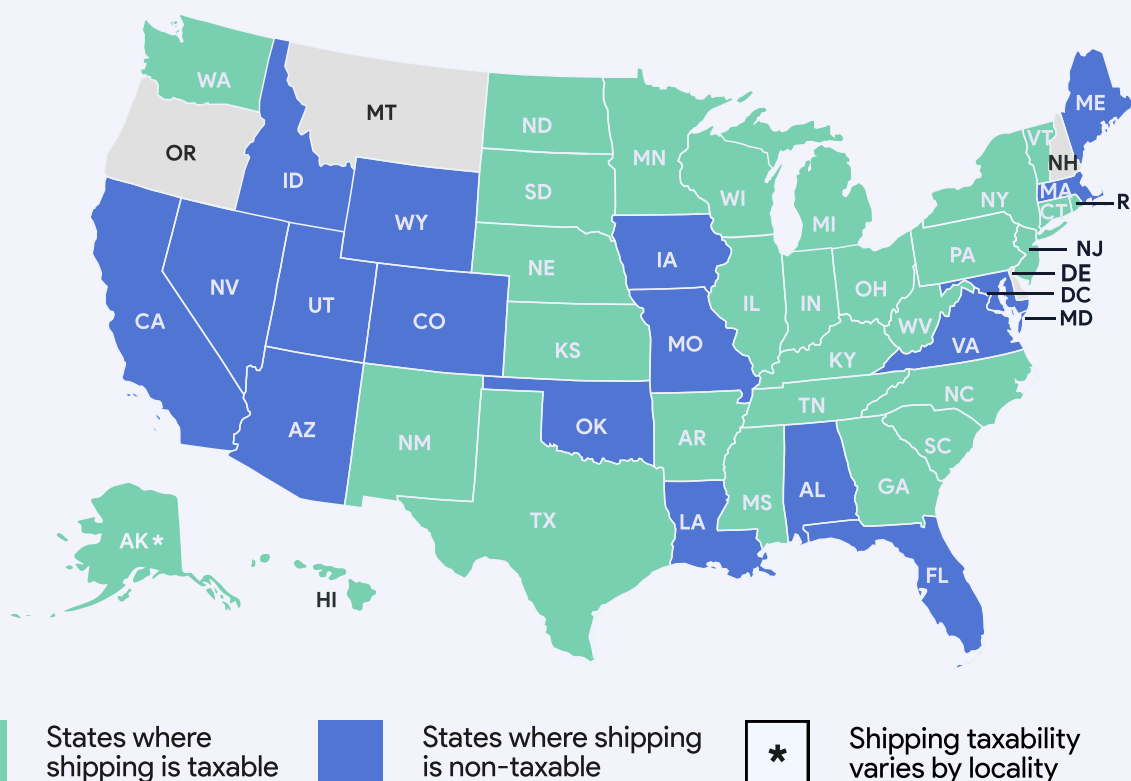 WA
MT
ME
ND
VT
OR
MN
NH
ID
SD
MA
WI
NY
R
CT
WY
MI
NJ
PA
IA
NE
DE
NV
OH
DC
UT
IL
IN
CO
CA
WV
MD
MO
VA
KS
KY
NC
TN
OK
AZ
AR
NM
SC
AL
GA
MS
TX
LA
AK*
FL
HI
States where
shipping is taxable
States where shipping
is non-taxable
*
Shipping taxability
varies by locality